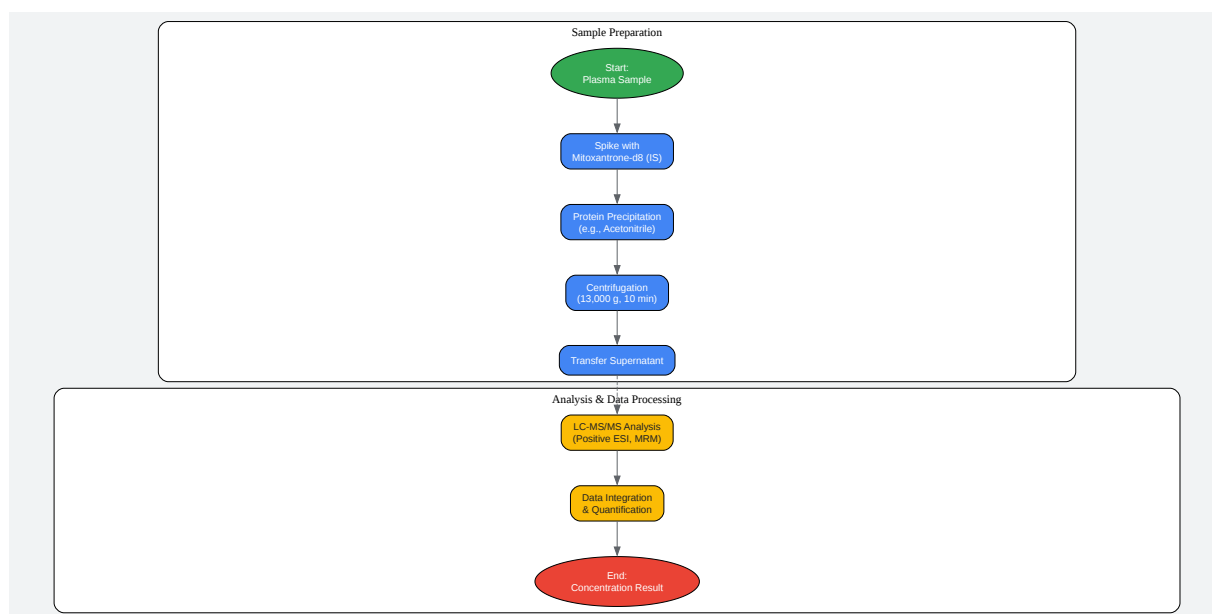 Sample Preparation
Start:
Plasma Sample
Spike with
Mitoxantrone-d8 (IS)
Protein Precipitation
(e.g., Acetonitrile)
Centrifugation
(13,000 g, 10 min)
Transfer Supernatant
Analysis & Data Processing
LC-MS/MS Analysis
(Positive ESI, MRM)
Data Integration
& Quantification
End:
Concentration Result